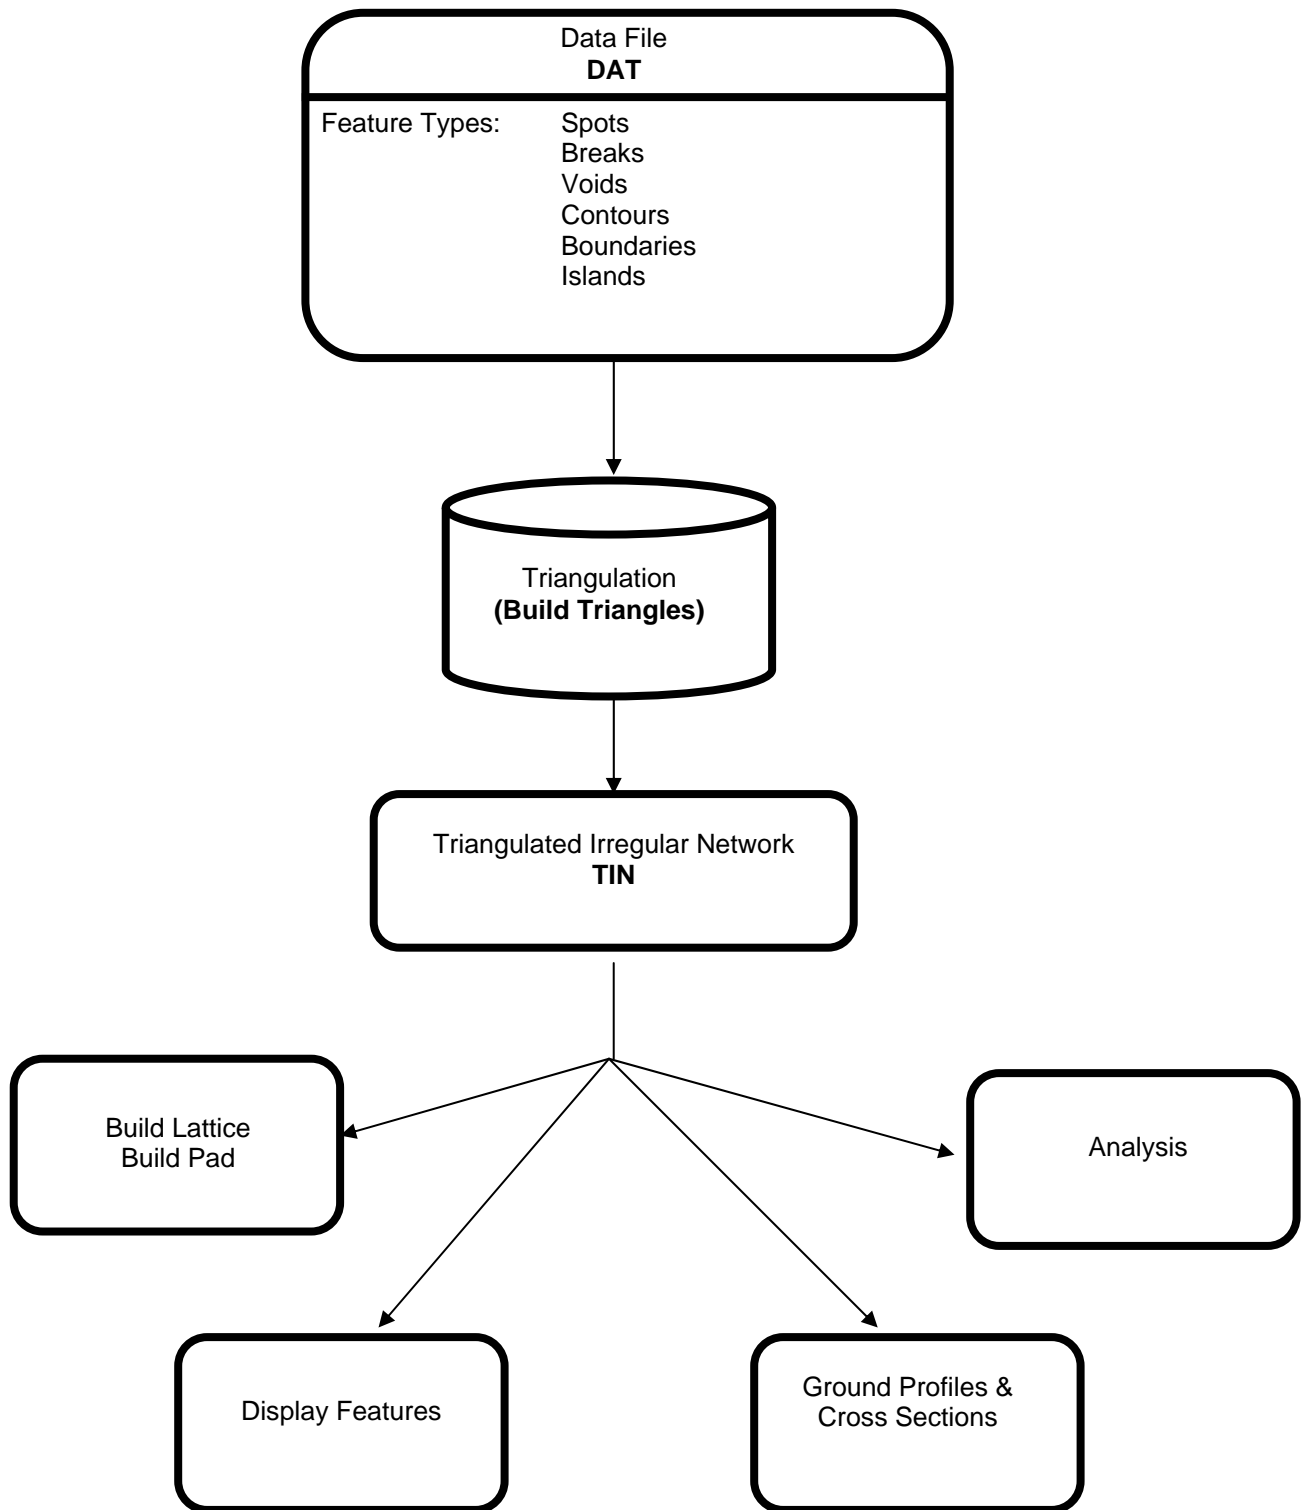 Data File
DAT
Feature Types: Spots
Breaks
Voids
Contours
Boundaries
Islands
Triangulation
(Build Triangles)
Triangulated Irregular Network
TIN
Build Lattice
Build Pad
Analysis
Display Features
Ground Profiles &
Cross Sections